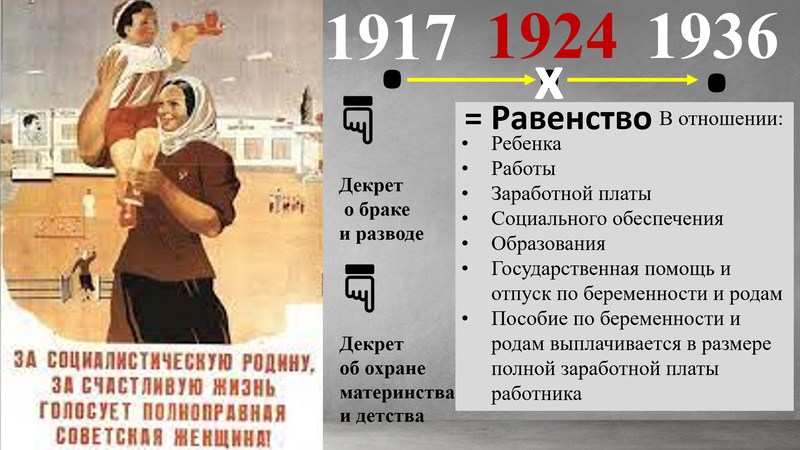 ЗА СОЦИАЛИСТИЧЕСКУЮ РОДИНУ,
ЗА СЧАСТЛИВУЮ ЖИЗНЬ
ГОЛОСУЕТ ПОЛНОПРАВНАЯ
СОВЕТСКАЯ ЖЕНЩИНА!
1917 1924 1936
X
Декрет
о браке
и разводе
Декрет
об охране
материнства
и детства
= Равенство В отношении:
• Ребенка
• Работы
• Заработной платы
• Социального обеспечения
• Образования
• Государственная помощь и
отпуск по беременности и родам
• Пособие по беременности и
родам выплачивается в размере
полной заработной платы
работника